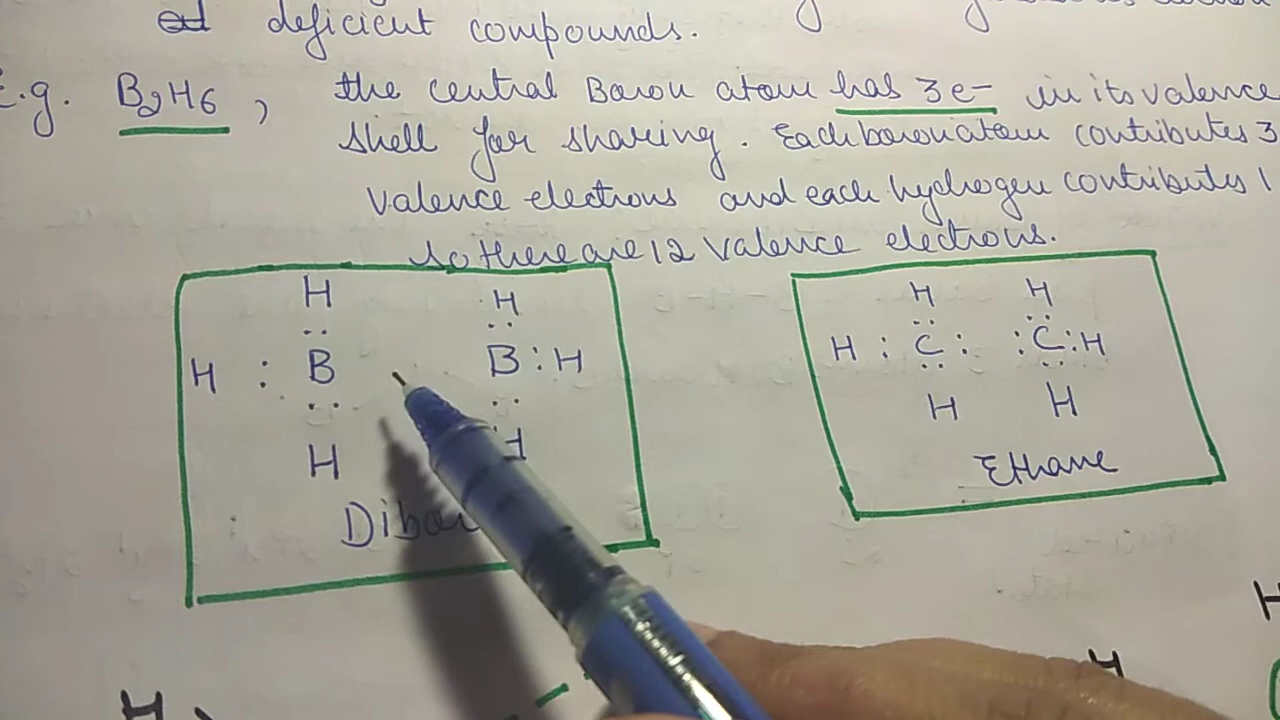 deficient compounds.
E.g. B2H6, the central Boron atom has 3e- in its valence
shell for sharing. Each boron atom contributes 3
valence electrons and each hydrogen contributes 1
so there are 12 valence electrons.
H H
H : B B : H
H H
H H
H : C : : C : H
H H
Ethane
H
H
H